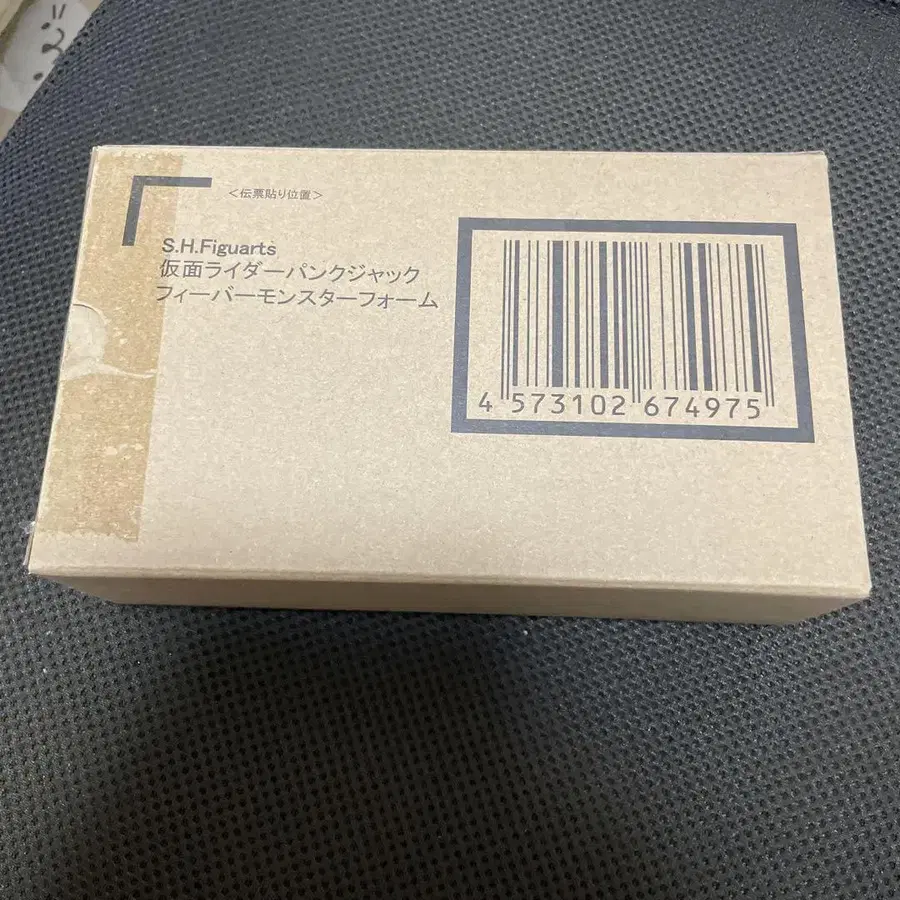 <伝票貼り位置>
S.H.Figuarts
仮面ライダーパンクジャック
フィーバーモンスターフォーム
4 573102 674975